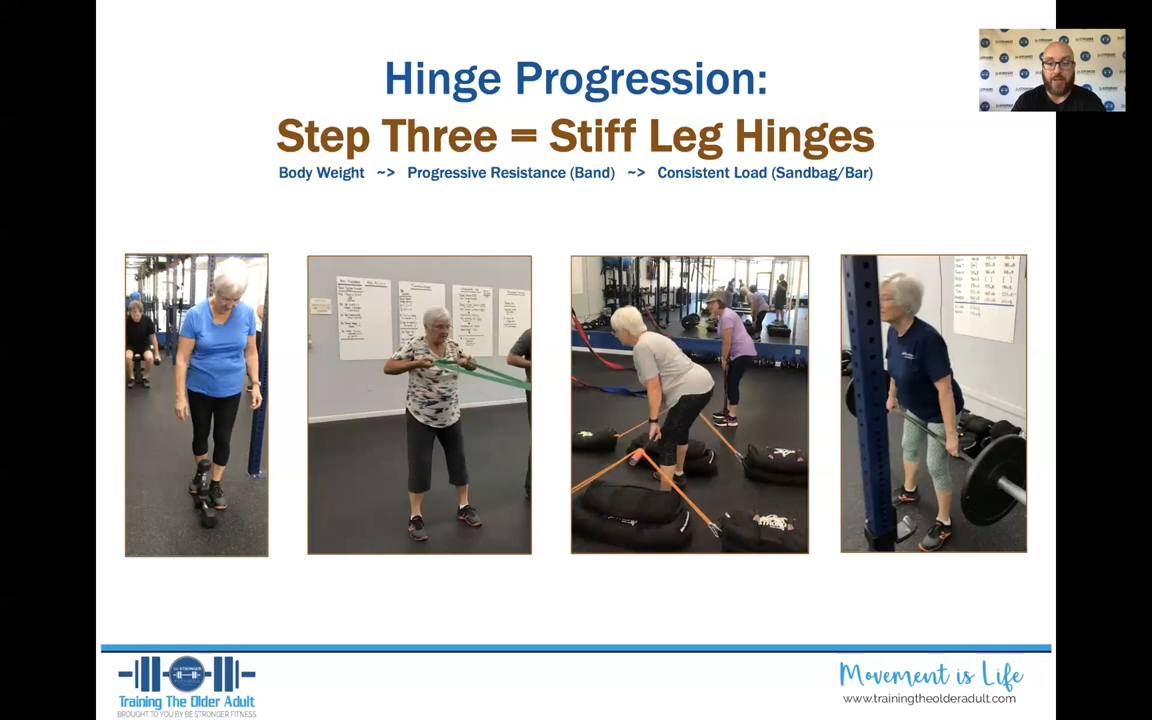 Hinge Progression:
Step Three = Stiff Leg Hinges
Body Weight ~> Progressive Resistance (Band) ~> Consistent Load (Sandbag/Bar)
Training The Older Adult
BROUGHT TO YOU BY BE STRONGER FITNESS
Movement is Life
www.trainingtheolderadult.com